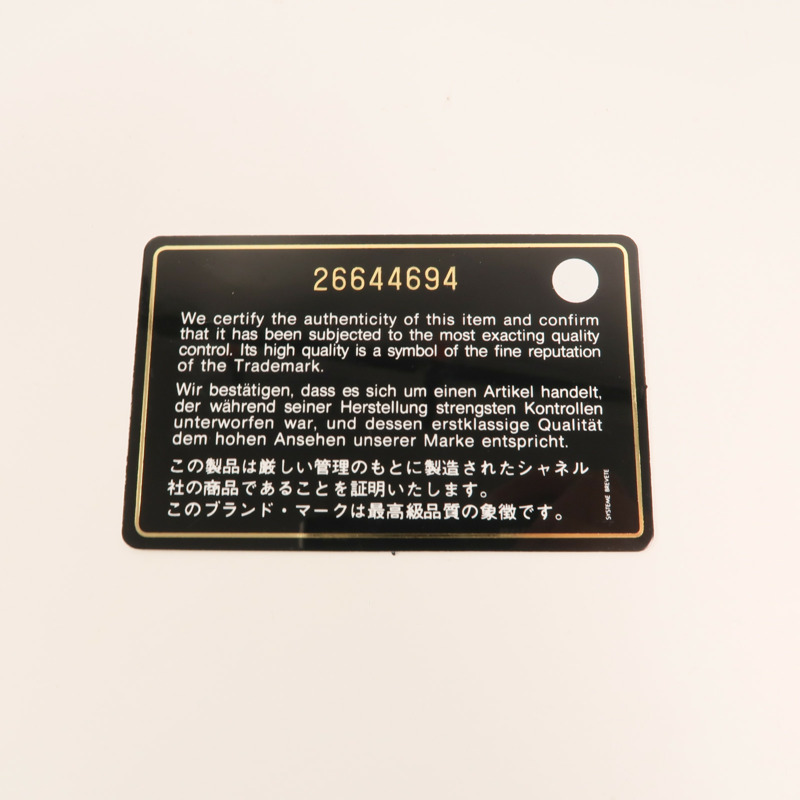 26644694
We certify the authenticity of this item and confirm
that it has been subjected to the most exacting quality
control. Its high quality is a symbol of the fine reputation
of the Trademark.
Wir bestätigen, dass es sich um einen Artikel handelt,
der während seiner Herstellung strengsten Kontrollen
unterworfen war, und dessen erstklassige Qualität
dem hohen Ansehen unserer Marke entspricht.
この製品は厳しい管理のもとに製造されたシャネル
社の商品であることを証明いたします。
このブランド・マークは最高級品質の象徴です。
SYSTEME BREVETE